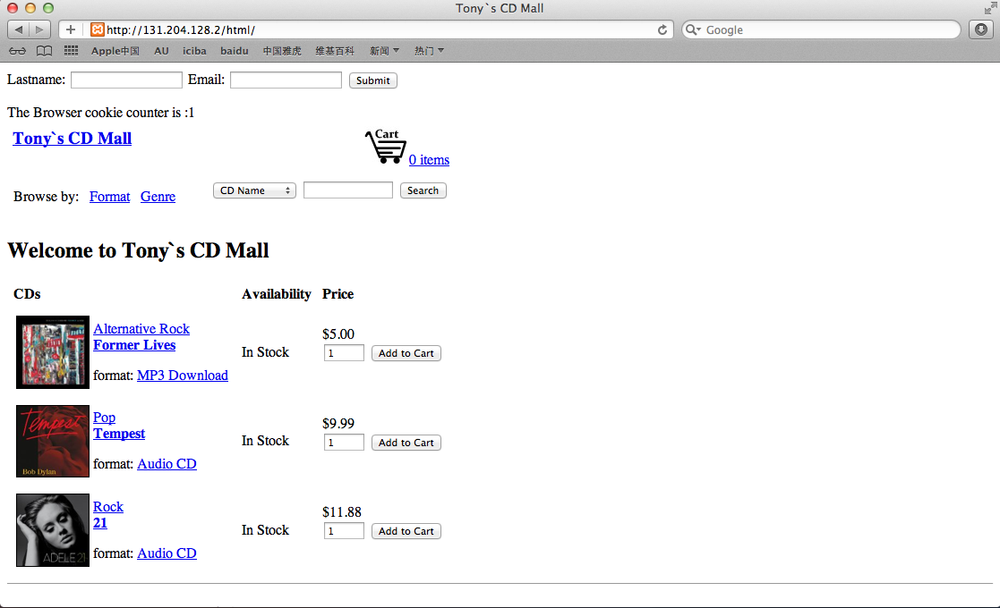 Tony`s CD Mall
http://131.204.128.2/html/
Google
Apple中国 AU iciba baidu 中国雅虎 维基百科 新闻 热门
Lastname: Email: Submit
The Browser cookie counter is :1
Tony`s CD Mall
Cart
0 items
Browse by: Format Genre CD Name Search
Welcome to Tony`s CD Mall
CDs Availability Price
Alternative Rock
Former Lives
format: MP3 Download
In Stock
$5.00
1 Add to Cart
Tempest
Bob Dylan
Pop
Tempest
format: Audio CD
In Stock
$9.99
1 Add to Cart
ADELE 21
Rock
21
format: Audio CD
In Stock
$11.88
1 Add to Cart